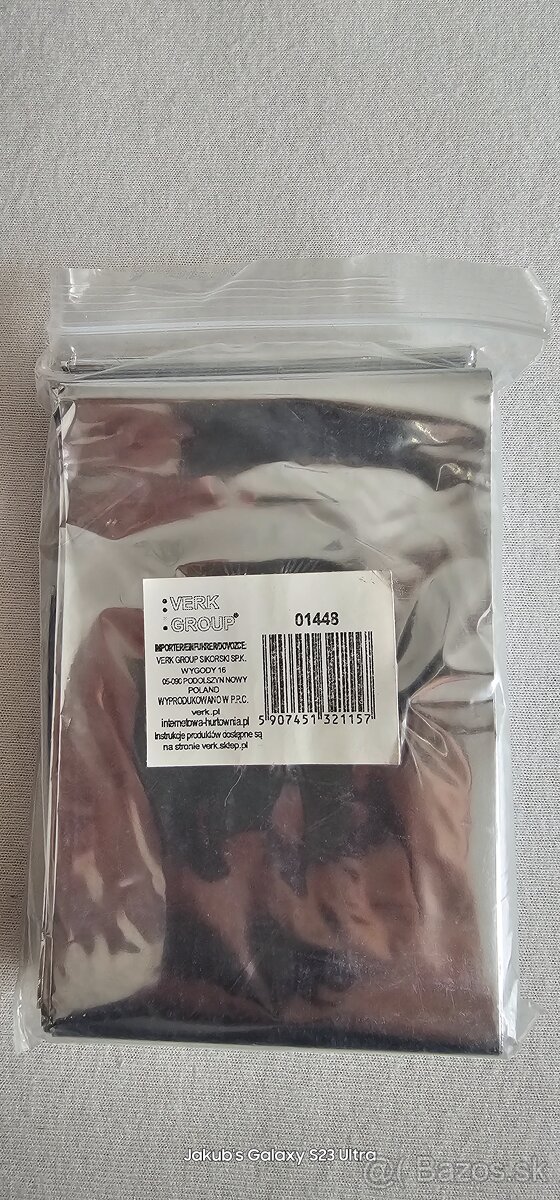 VERK
GROUP®
01448
IMPORTER/EINFUHRER/DOVOZCE:
VERK GROUP SIKORSKI SP.K.
WYGODY 16
05-090 PODOLSZYN NOWY
POLAND
WYPRODUKOWANO W P.R.C.
verk.pl
internetowa-hurtownia.pl
Instrukcje produktów dostępne są
na stronie verk.sklep.pl
5 907451 321157
Jakub's Galaxy S23 Ultra
@( Bazos.sk